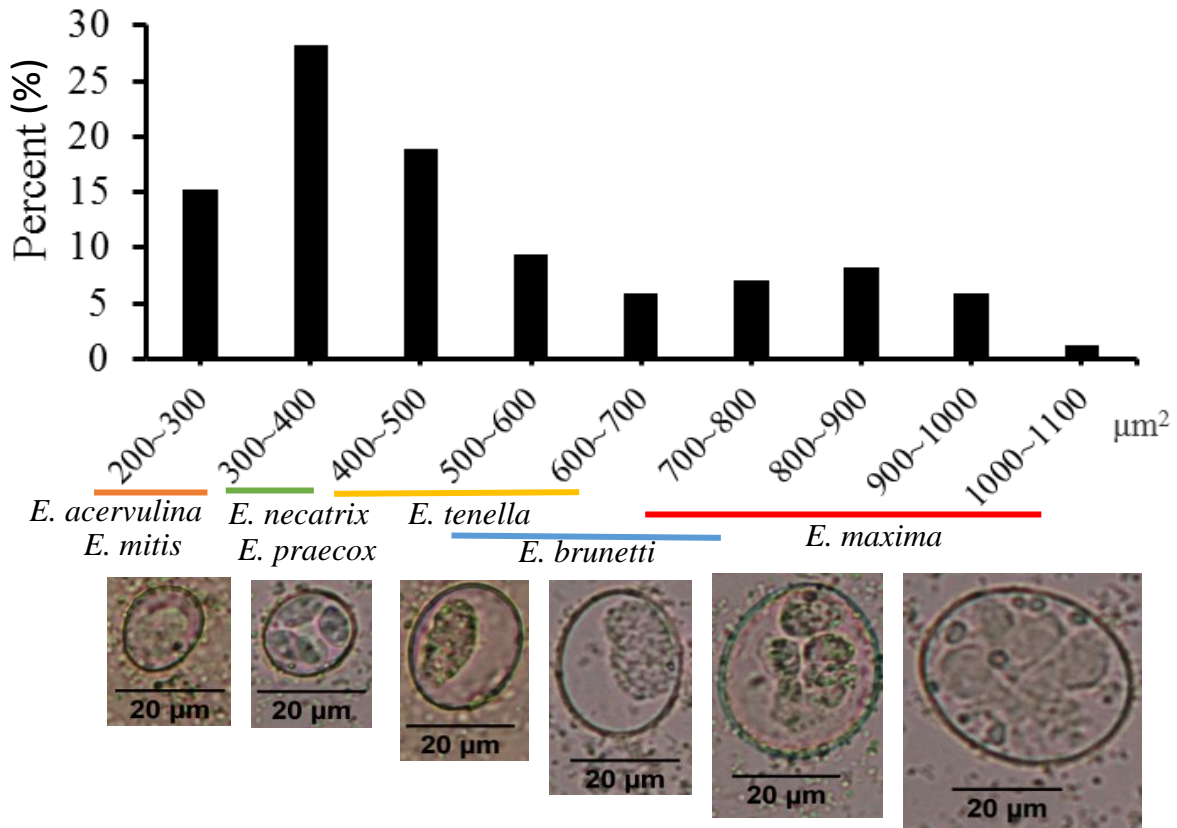 Percent (%)
30
25
20
15
10
5
0
200~300
300~400
400~500
500~600
600~700
700~800
800~900
900~1000
1000~1100
µm²
E. acervulina
E. mitis
E. necatrix
E. praecox
E. tenella
E. brunetti
E. maxima
20 µm
20 µm
20 µm
20 µm
20 µm
20 µm